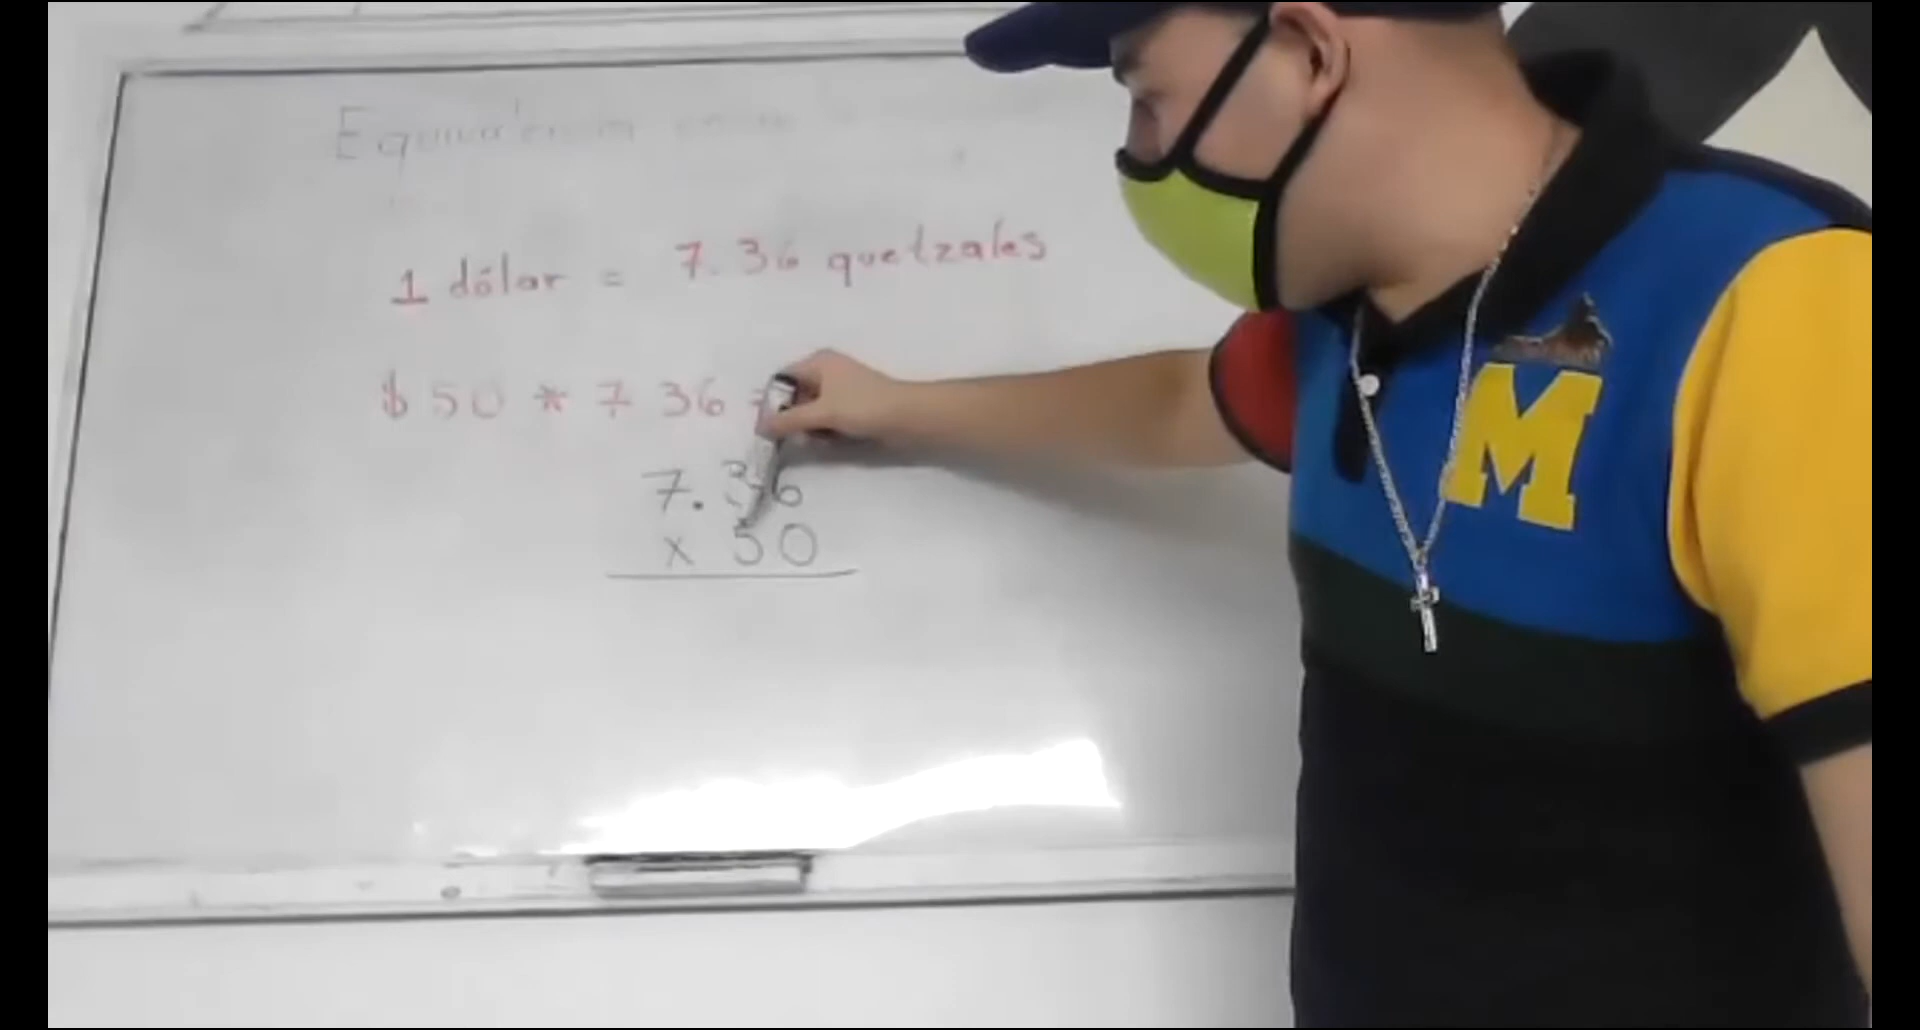 1 dólar = 7.36 quetzales
$ 50 * 7.36 =
7.36
x 50
M